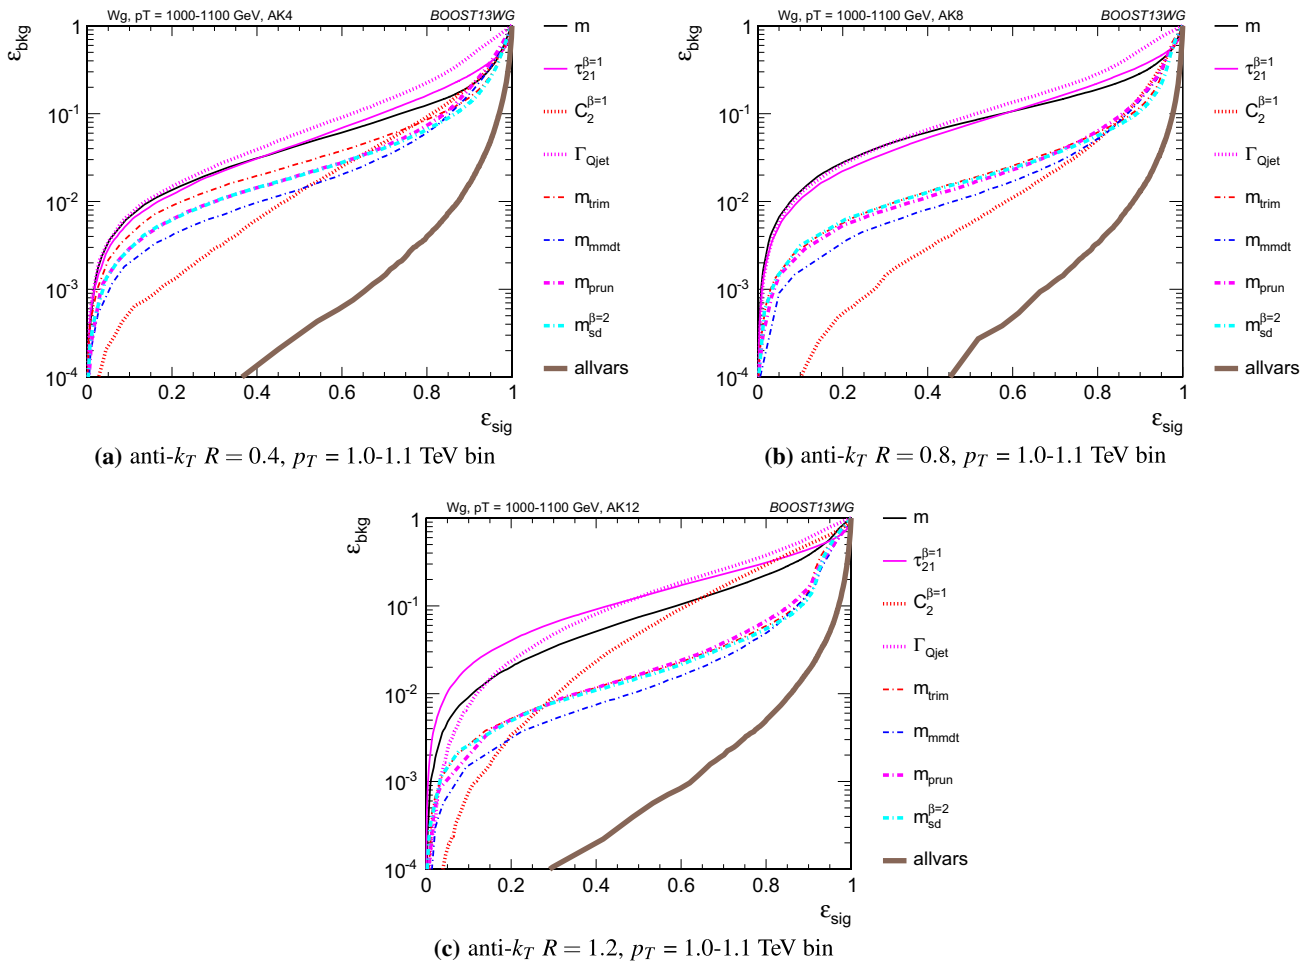 Wg, pT = 1000-1100 GeV, AK4 BOOST13WG
ε_bkg
1
10⁻¹
10⁻²
10⁻³
10⁻⁴
0 0.2 0.4 0.6 0.8 1
ε_sig
m
τ₂₁^β=1
C₂^β=1
Γ_Qjet
m_trim
m_mmdt
m_prun
m_sd^β=2
allvars
(a) anti-k_T R = 0.4, p_T = 1.0-1.1 TeV bin
Wg, pT = 1000-1100 GeV, AK8 BOOST13WG
ε_bkg
1
10⁻¹
10⁻²
10⁻³
10⁻⁴
0 0.2 0.4 0.6 0.8 1
ε_sig
m
τ₂₁^β=1
C₂^β=1
Γ_Qjet
m_trim
m_mmdt
m_prun
m_sd^β=2
allvars
(b) anti-k_T R = 0.8, p_T = 1.0-1.1 TeV bin
Wg, pT = 1000-1100 GeV, AK12 BOOST13WG
ε_bkg
1
10⁻¹
10⁻²
10⁻³
10⁻⁴
0 0.2 0.4 0.6 0.8 1
ε_sig
m
τ₂₁^β=1
C₂^β=1
Γ_Qjet
m_trim
m_mmdt
m_prun
m_sd^β=2
allvars
(c) anti-k_T R = 1.2, p_T = 1.0-1.1 TeV bin